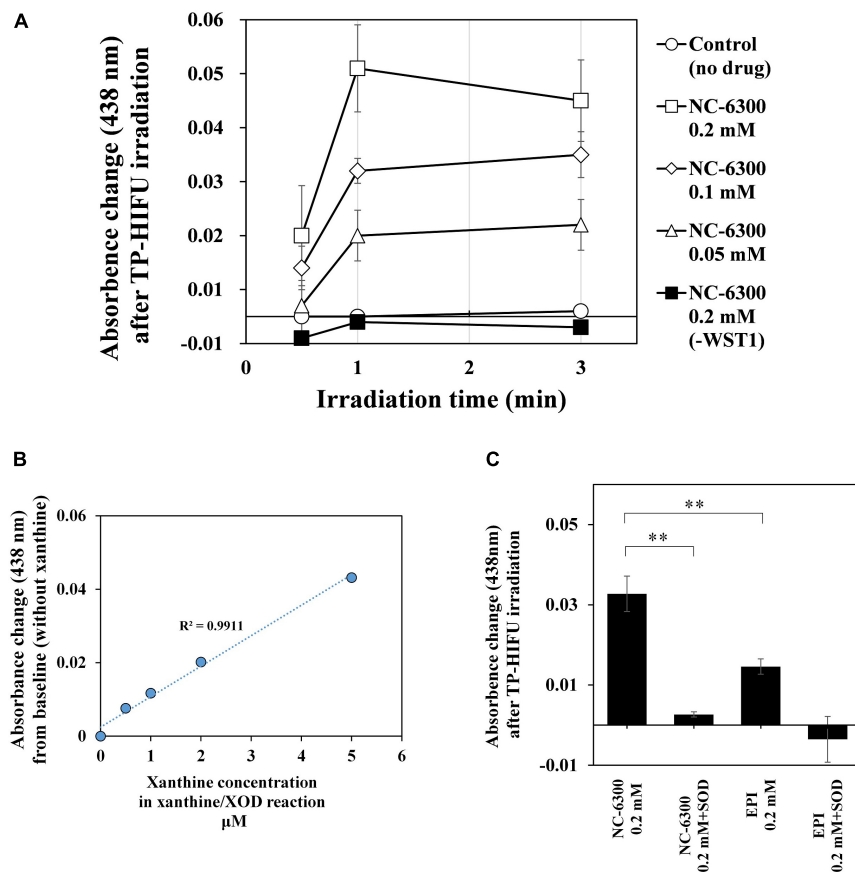 A
Absorbence change (438 nm)
after TP-HIFU irradiation
0.06
0.05
0.04
0.03
0.02
0.01
-0.01
0
1
2
3
Irradiation time (min)
Control
(no drug)
NC-6300
0.2 mM
NC-6300
0.1 mM
NC-6300
0.05 mM
NC-6300
0.2 mM
(-WST1)
B
Absorbance change (438 nm)
from baseline (without xanthine)
0.06
0.04
0.02
0
R² = 0.9911
0
1
2
3
4
5
6
Xanthine concentration
in xanthine/XOD reaction
µM
C
Absorbence change (438nm)
after TP-HIFU irradiation
0.05
0.03
0.01
-0.01
**
**
NC-6300
0.2 mM
NC-6300
0.2 mM+SOD
EPI
0.2 mM
EPI
0.2 mM+SOD